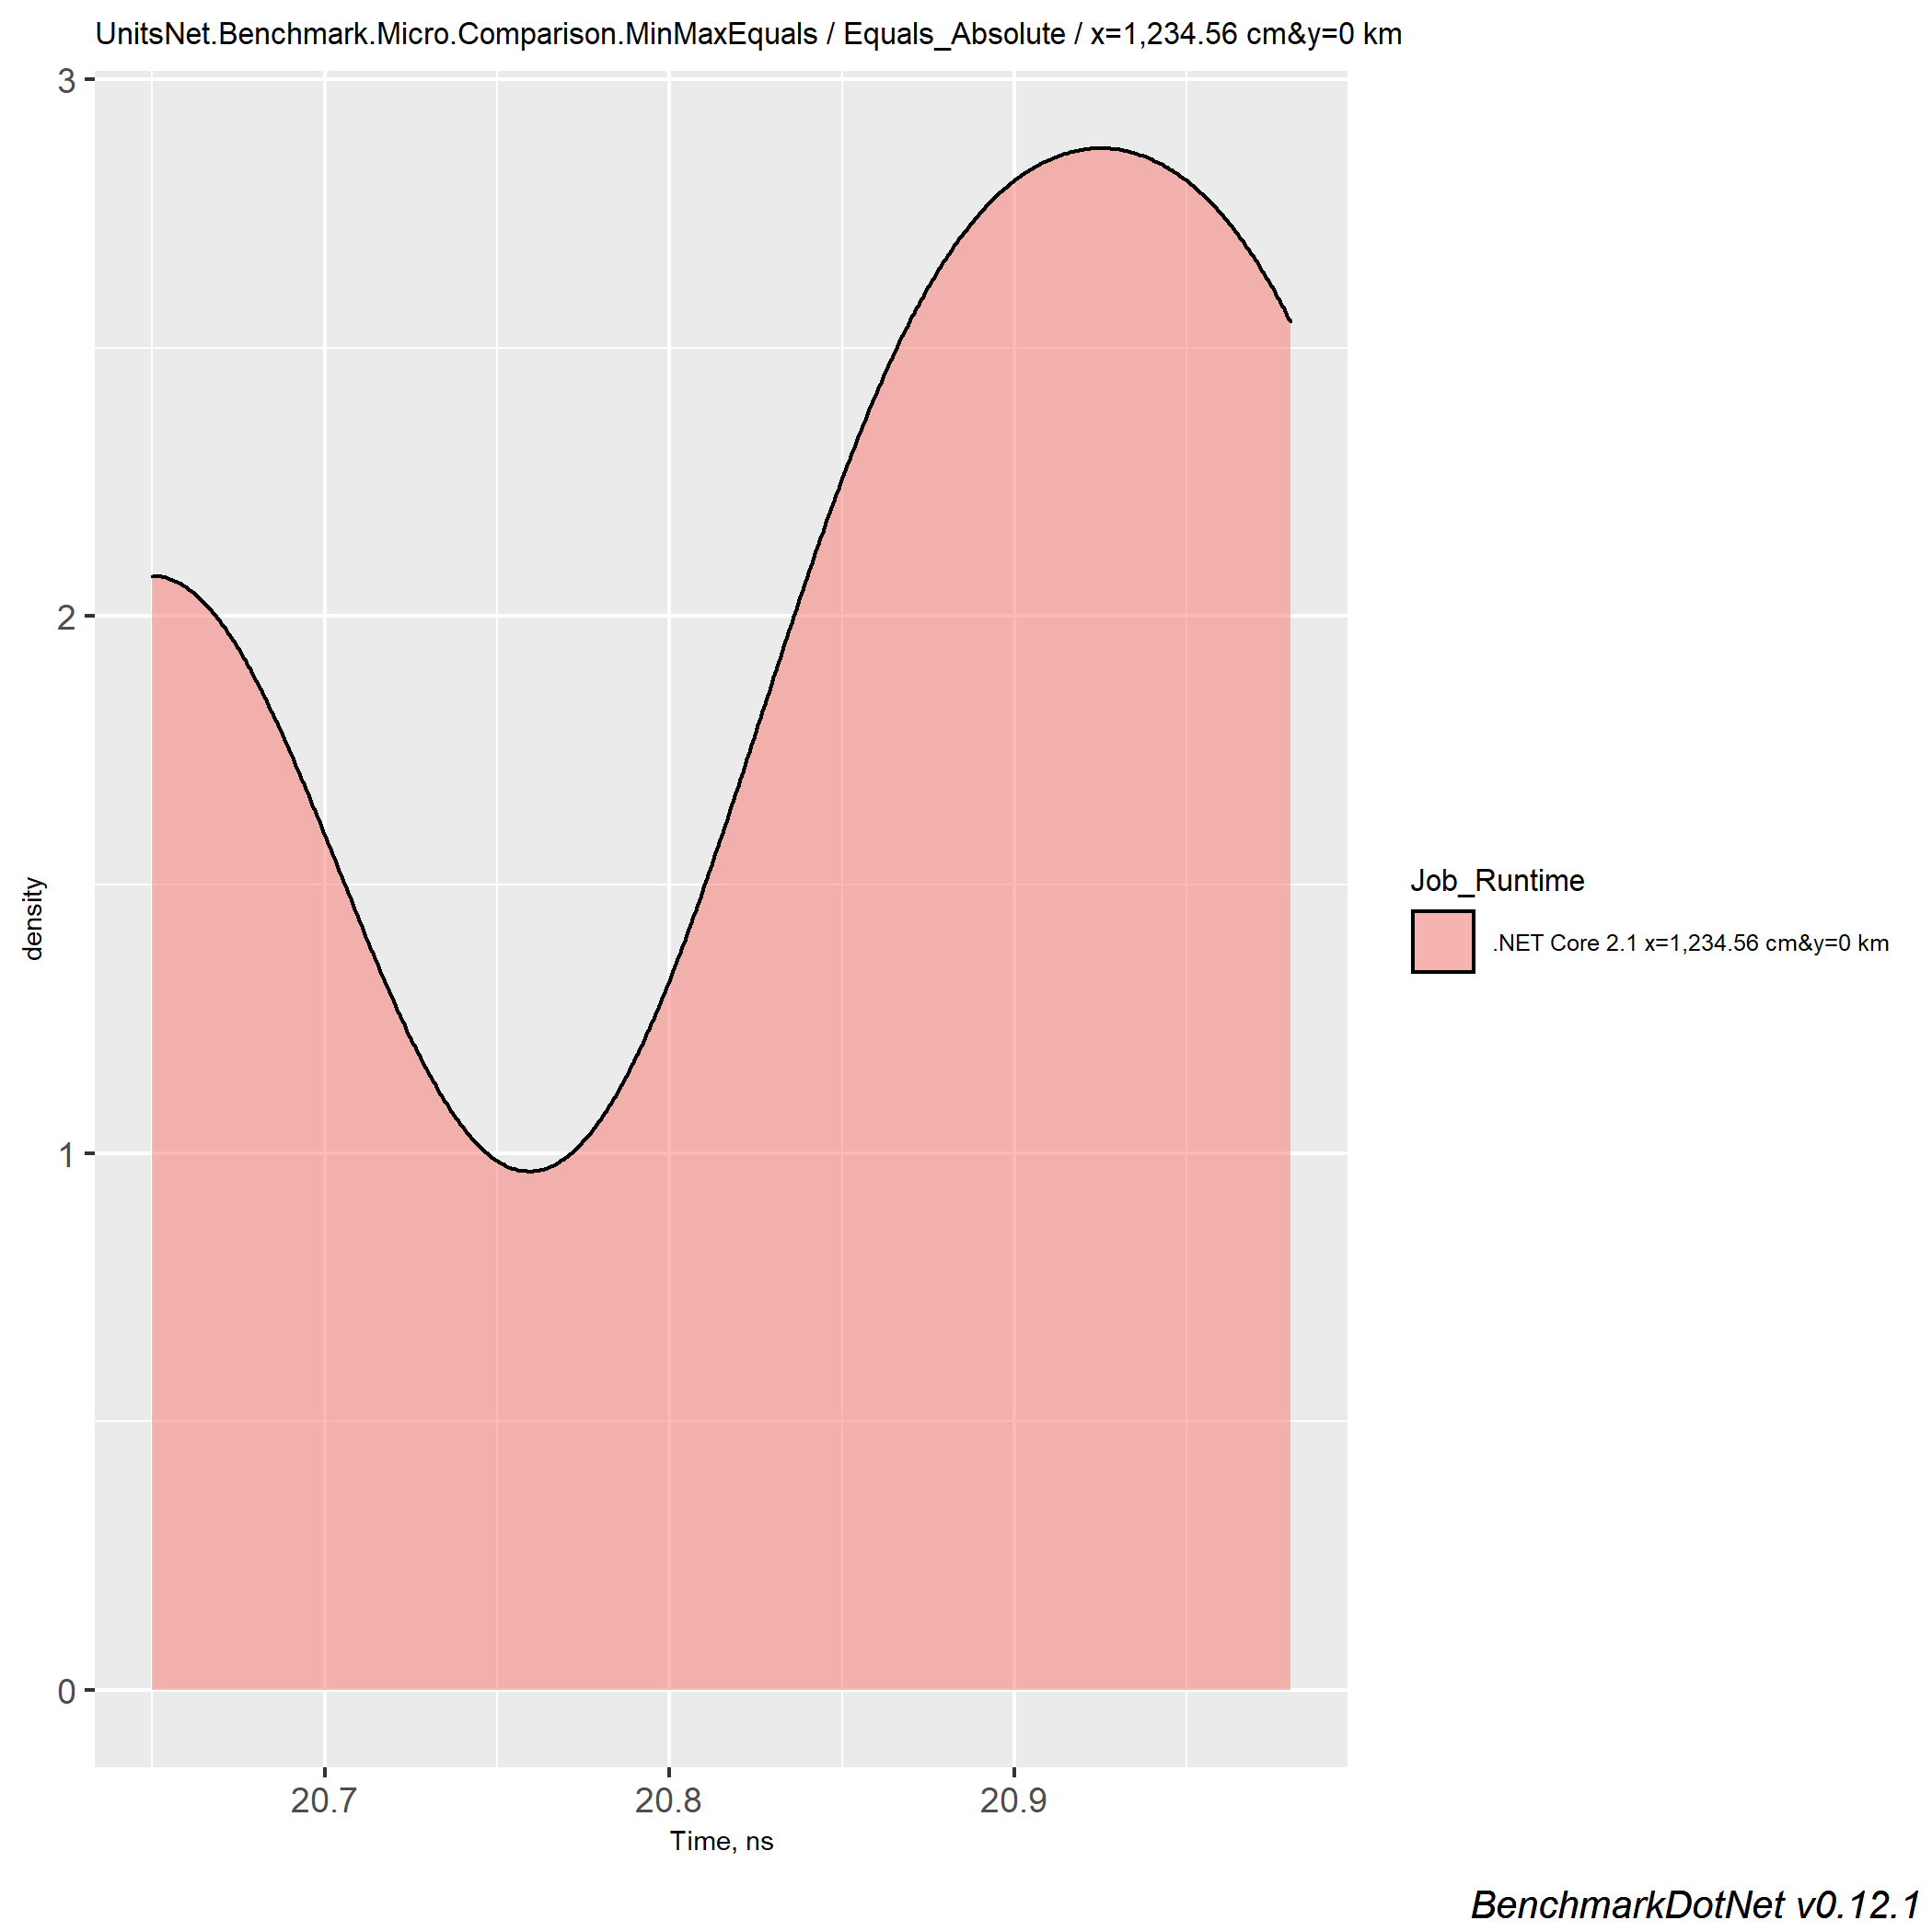 UnitsNet.Benchmark.Micro.Comparison.MinMaxEquals / Equals_Absolute / x=1,234.56 cm&y=0 km
3
2
1
0
density
20.7 20.8 20.9
Time, ns
Job_Runtime
.NET Core 2.1 x=1,234.56 cm&y=0 km
BenchmarkDotNet v0.12.1